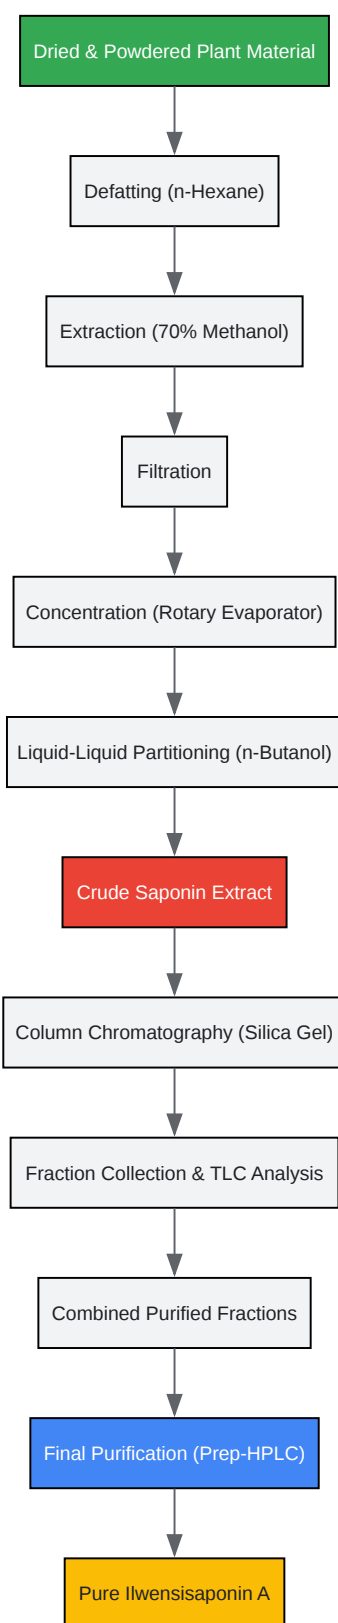 Dried & Powdered Plant Material
Defatting (n-Hexane)
Extraction (70% Methanol)
Filtration
Concentration (Rotary Evaporator)
Liquid-Liquid Partitioning (n-Butanol)
Crude Saponin Extract
Column Chromatography (Silica Gel)
Fraction Collection & TLC Analysis
Combined Purified Fractions
Final Purification (Prep-HPLC)
Pure Ilwensisaponin A